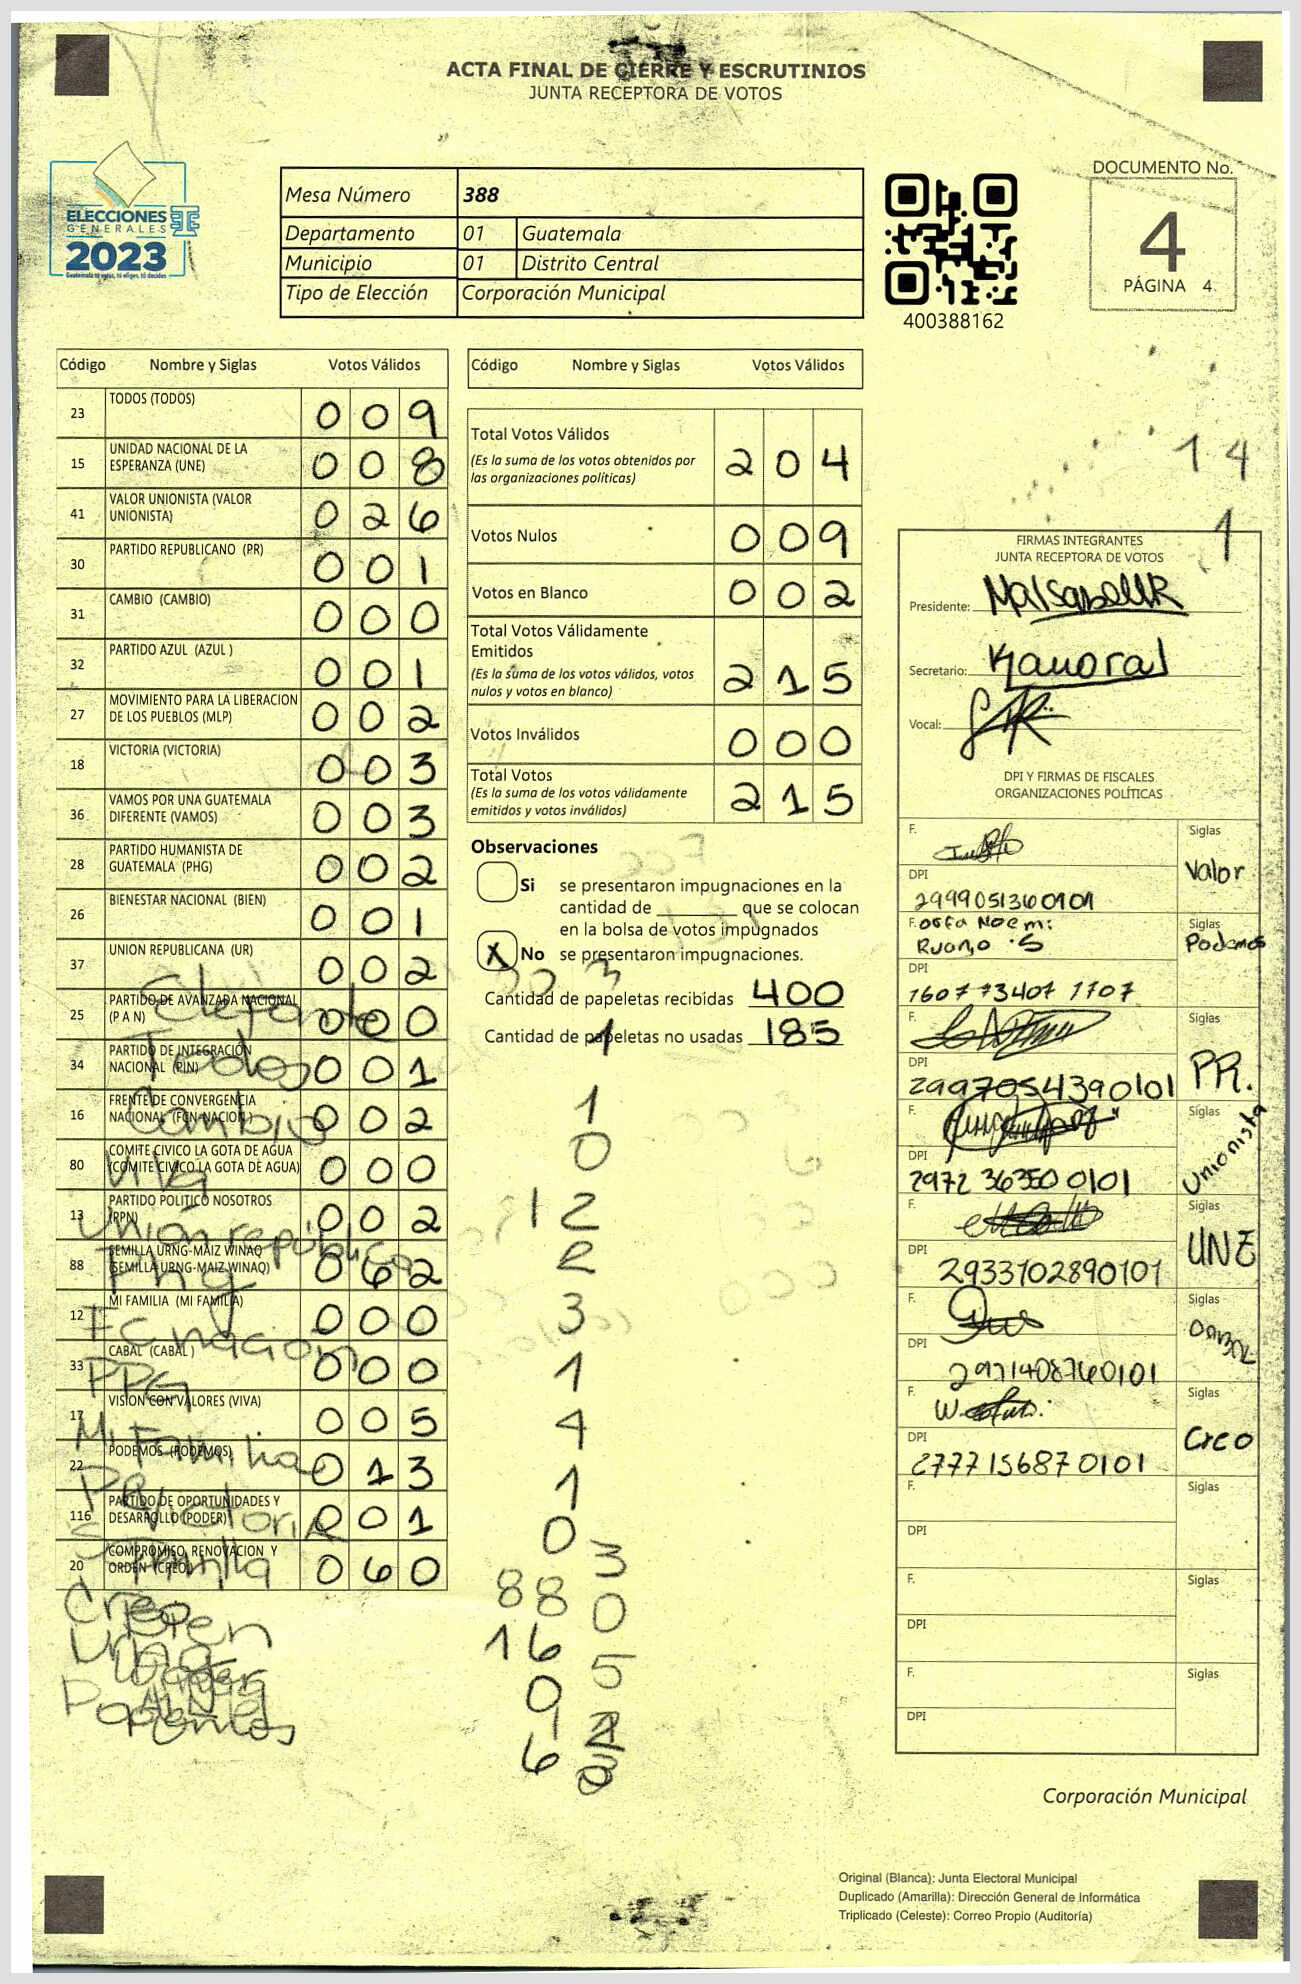 ACTA FINAL DE CIERRE Y ESCRUTINIOS
JUNTA RECEPTORA DE VOTOS
ELECCIONES
GENERALES
2023
Guatemala tú votas, tú eliges, tú decides
Mesa Número 388
Departamento 01 Guatemala
Municipio 01 Distrito Central
Tipo de Elección Corporación Municipal
400388162
DOCUMENTO No.
4
PÁGINA 4
Código Nombre y Siglas Votos Válidos
23 TODOS (TODOS) 0 0 9
15 UNIDAD NACIONAL DE LA ESPERANZA (UNE) 0 0 8
41 VALOR UNIONISTA (VALOR UNIONISTA) 0 2 6
30 PARTIDO REPUBLICANO (PR) 0 0 1
31 CAMBIO (CAMBIO) 0 0 0
32 PARTIDO AZUL (AZUL ) 0 0 1
27 MOVIMIENTO PARA LA LIBERACION DE LOS PUEBLOS (MLP) 0 0 2
18 VICTORIA (VICTORIA) 0 0 3
36 VAMOS POR UNA GUATEMALA DIFERENTE (VAMOS) 0 0 3
28 PARTIDO HUMANISTA DE GUATEMALA (PHG) 0 0 2
26 BIENESTAR NACIONAL (BIEN) 0 0 1
37 UNION REPUBLICANA (UR) 0 0 2
25 PARTIDO DE AVANZADA NACIONAL (P A N) 0 0 0
34 PARTIDO DE INTEGRACIÓN NACIONAL (PIN) 0 0 1
16 FRENTE DE CONVERGENCIA NACIONAL (FCN-NACION) 0 0 2
80 COMITE CIVICO LA GOTA DE AGUA (COMITE CIVICO LA GOTA DE AGUA) 0 0 0
13 PARTIDO POLITICO NOSOTROS (PPN) 0 0 2
88 SEMILLA URNG-MAIZ WINAQ (SEMILLA URNG-MAIZ WINAQ) 0 6 2
12 MI FAMILIA (MI FAMILIA) 0 0 0
33 CABAL (CABAL ) 0 0 0
17 VISION CON VALORES (VIVA) 0 0 5
22 PODEMOS (PODEMOS) 0 1 3
116 PARTIDO DE OPORTUNIDADES Y DESARROLLO (PODER) 0 0 1
20 COMPROMISO, RENOVACION Y ORDEN (CREO) 0 6 0
Elefante
Todos
Cambio
Viva
Unión república
Phg
FC nación
PPG
Mi Familia
PR
Victoria
Semilla
Creo
Bien
Podemos
Código Nombre y Siglas Votos Válidos
Total Votos Válidos
(Es la suma de los votos obtenidos por
las organizaciones políticas)
2 0 4
Votos Nulos 0 0 9
Votos en Blanco 0 0 2
Total Votos Válidamente
Emitidos
(Es la suma de los votos válidos, votos
nulos y votos en blanco)
2 1 5
Votos Inválidos 0 0 0
Total Votos
(Es la suma de los votos válidamente
emitidos y votos inválidos)
2 1 5
Observaciones
Si se presentaron impugnaciones en la
cantidad de ________ que se colocan
en la bolsa de votos impugnados
X No se presentaron impugnaciones.
Cantidad de papeletas recibidas 400
Cantidad de papeletas no usadas 185
3
1
1
0
12
2
3
1
4
1
0
3
88 0
16
5
0
6
14
1
FIRMAS INTEGRANTES
JUNTA RECEPTORA DE VOTOS
Presidente:
Secretario:
Vocal:
DPI Y FIRMAS DE FISCALES
ORGANIZACIONES POLÍTICAS
F. Siglas
Valor
DPI
2999051360101
F. Orfa Noemi Siglas
Ruano S Podemos
DPI
1607 73407 1707
F. Siglas
PR.
DPI
2997054390101
F. Siglas
Unionista
DPI
2972 36350 0101
F. Siglas
UNE
DPI
2933102890101
F. Siglas
CABAL
DPI
2971408760101
F. Siglas
Creo
DPI
2777156870101
F. Siglas
DPI
F. Siglas
DPI
F. Siglas
DPI
Corporación Municipal
Original (Blanca): Junta Electoral Municipal
Duplicado (Amarilla): Dirección General de Informática
Triplicado (Celeste): Correo Propio (Auditoría)